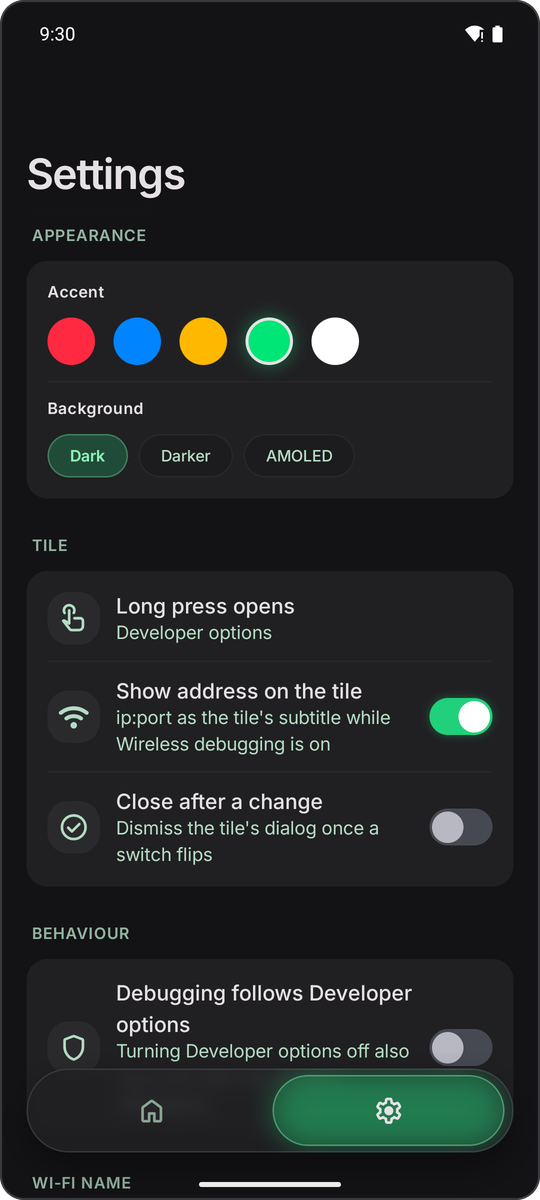 9:30
Settings
APPEARANCE
Accent
Background
Dark
Darker
AMOLED
TILE
Long press opens
Developer options
Show address on the tile
ip:port as the tile's subtitle while
Wireless debugging is on
Close after a change
Dismiss the tile's dialog once a
switch flips
BEHAVIOUR
Debugging follows Developer
options
Turning Developer options off also
WI-FI NAME